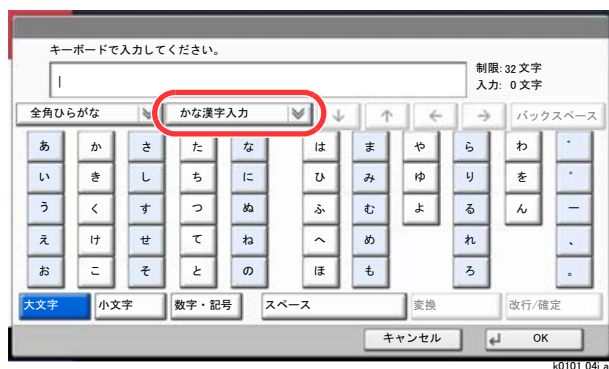 キーボードで入力してください。
制限: 32 文字
入力: 0 文字
全角ひらがな かな漢字入力 ↓ ↑ ← → バックスペース
あ か さ た な は ま や ら わ ゛
い き し ち に ひ み ゆ り を ゜
う く す つ ぬ ふ む よ る ん ー
え け せ て ね へ め れ 、
お こ そ と の ほ も ろ 。
大文字 小文字 数字・記号 スペース 変換 改行/確定
キャンセル OK
k0101 04j a